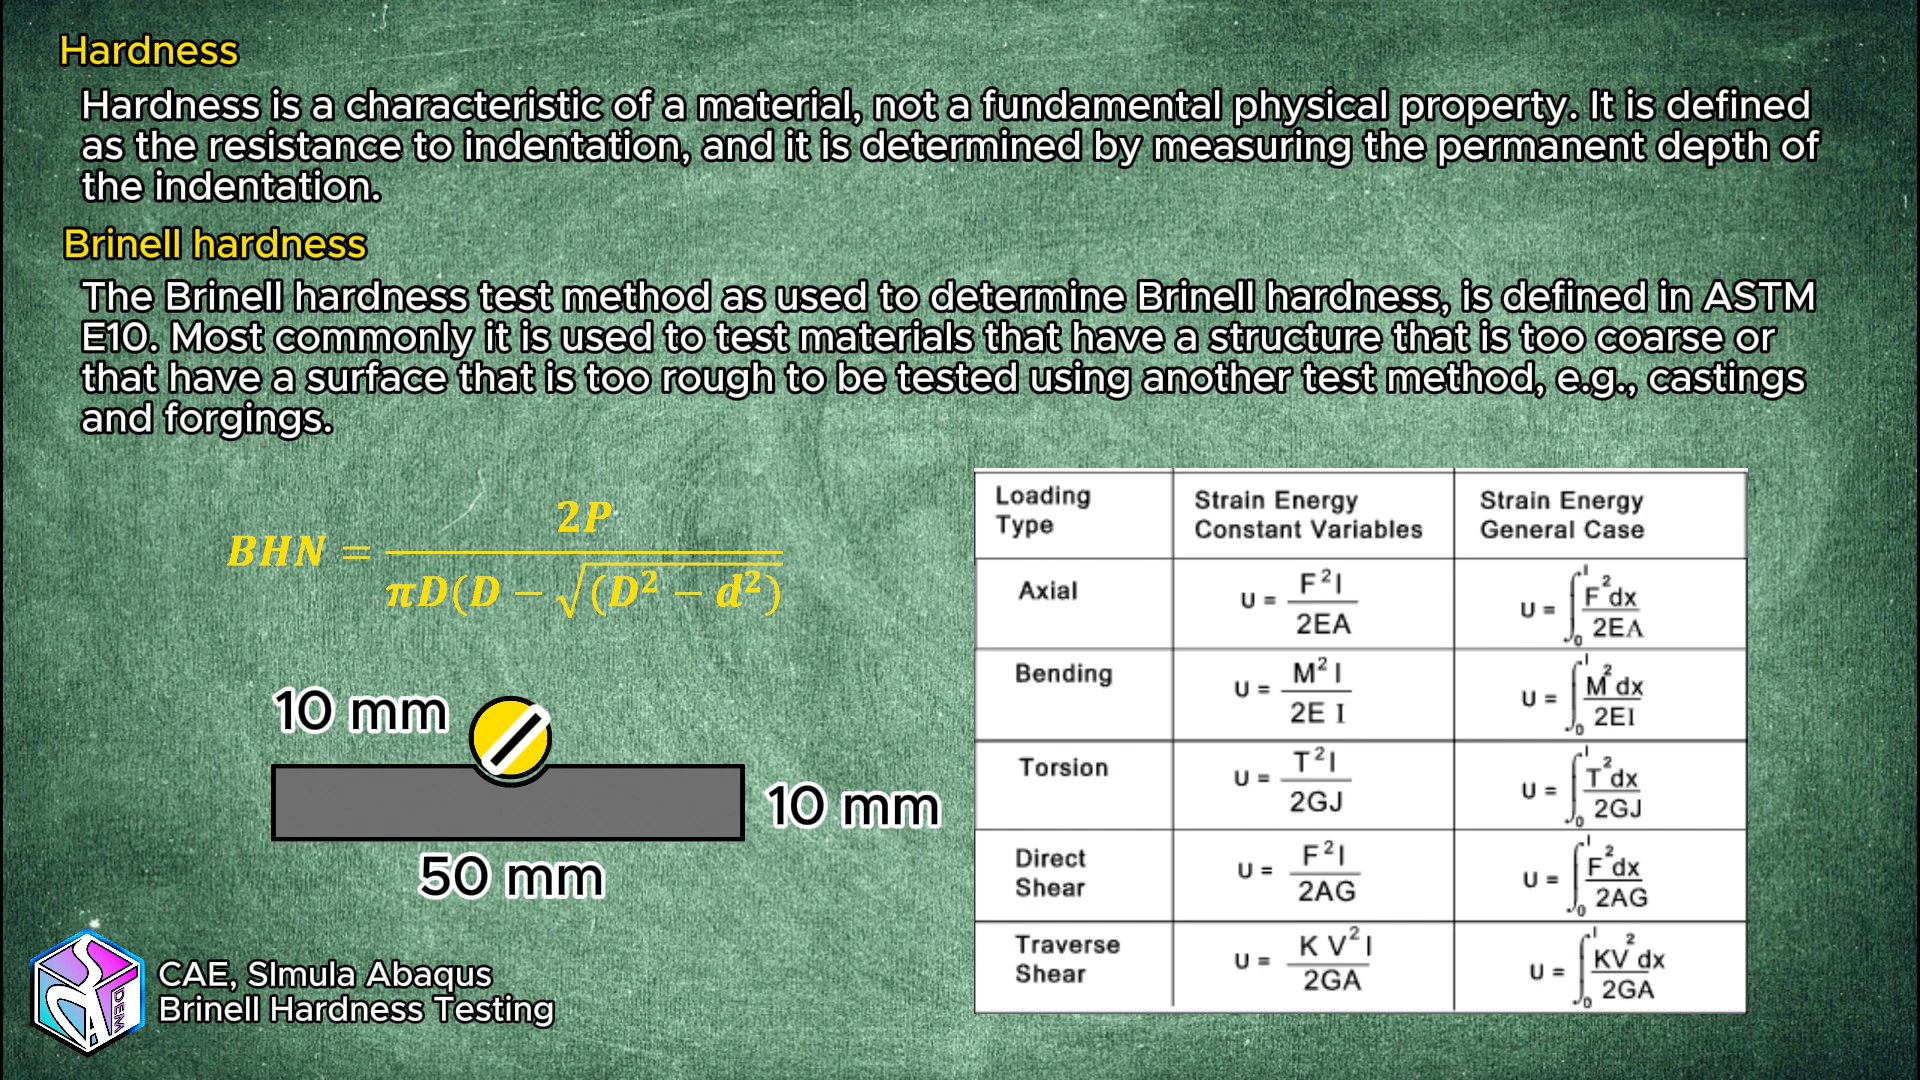 Hardness
Hardness is a characteristic of a material, not a fundamental physical property. It is defined
as the resistance to indentation, and it is determined by measuring the permanent depth of
the indentation.
Brinell hardness
The Brinell hardness test method as used to determine Brinell hardness, is defined in ASTM
E10. Most commonly it is used to test materials that have a structure that is too coarse or
that have a surface that is too rough to be tested using another test method, e.g., castings
and forgings.
BHN = 2P / πD(D − √(D² − d²)
10 mm
10 mm
50 mm
Loading Type | Strain Energy Constant Variables | Strain Energy General Case
Axial | U = F²l / 2EA | U = ∫₀ˡ F²dx / 2EA
Bending | U = M²l / 2E I | U = ∫₀ˡ M²dx / 2EI
Torsion | U = T²l / 2GJ | U = ∫₀ˡ T²dx / 2GJ
Direct Shear | U = F²l / 2AG | U = ∫₀ˡ F²dx / 2AG
Traverse Shear | U = K V²l / 2GA | U = ∫₀ˡ KV²dx / 2GA
CAE, SImula Abaqus
Brinell Hardness Testing
DEM